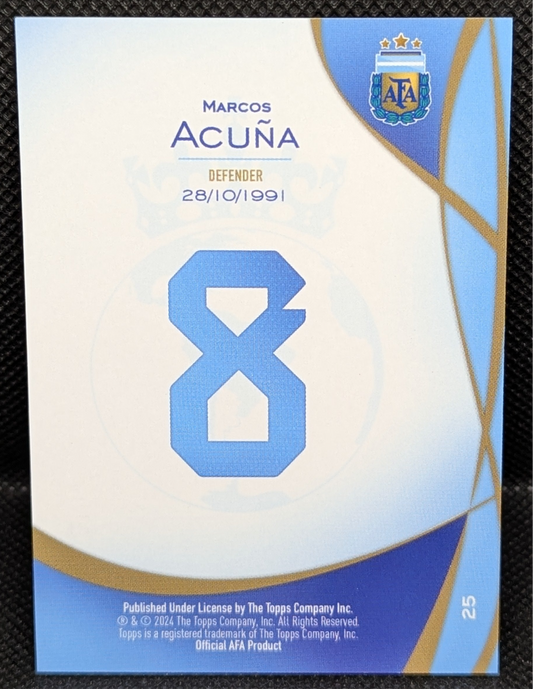 AFA
Marcos
Acuña
DEFENDER
28/10/1991
8
25
Published Under License by The Topps Company Inc.
® & © 2024 The Topps Company, Inc. All Rights Reserved.
Topps is a registered trademark of The Topps Company, Inc.
Official AFA Product